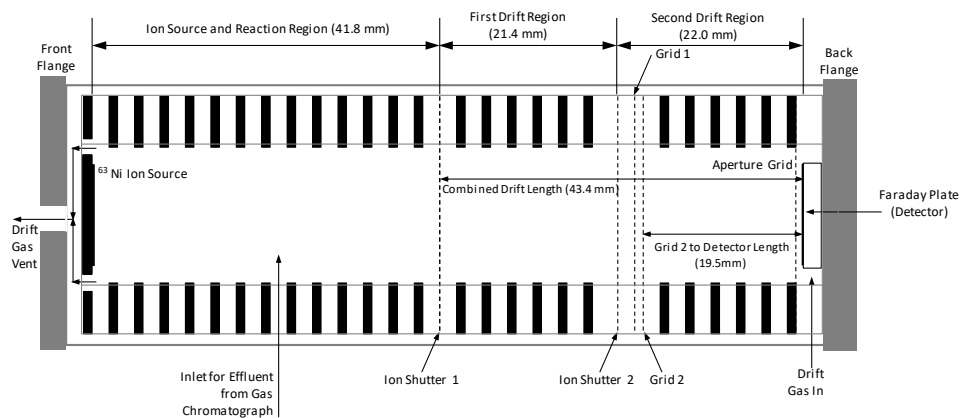 Ion Source and Reaction Region (41.8 mm)
First Drift Region
(21.4 mm)
Second Drift Region
(22.0 mm)
Front
Flange
Grid 1
Back
Flange
63 Ni Ion Source
Aperture Grid
Combined Drift Length (43.4 mm)
Faraday Plate
(Detector)
Drift
Gas
Vent
Grid 2 to Detector Length
(19.5mm)
Inlet for Effluent
from Gas
Chromatograph
Ion Shutter 1
Ion Shutter 2
Grid 2
Drift
Gas In